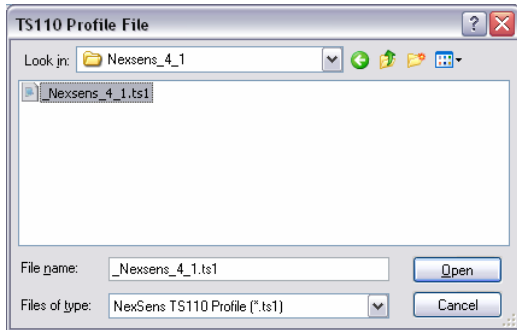 TS110 Profile File
Look in: Nexsens_4_1
_Nexsens_4_1.ts1
File name: _Nexsens_4_1.ts1 Open
Files of type: NexSens TS110 Profile (*.ts1) Cancel